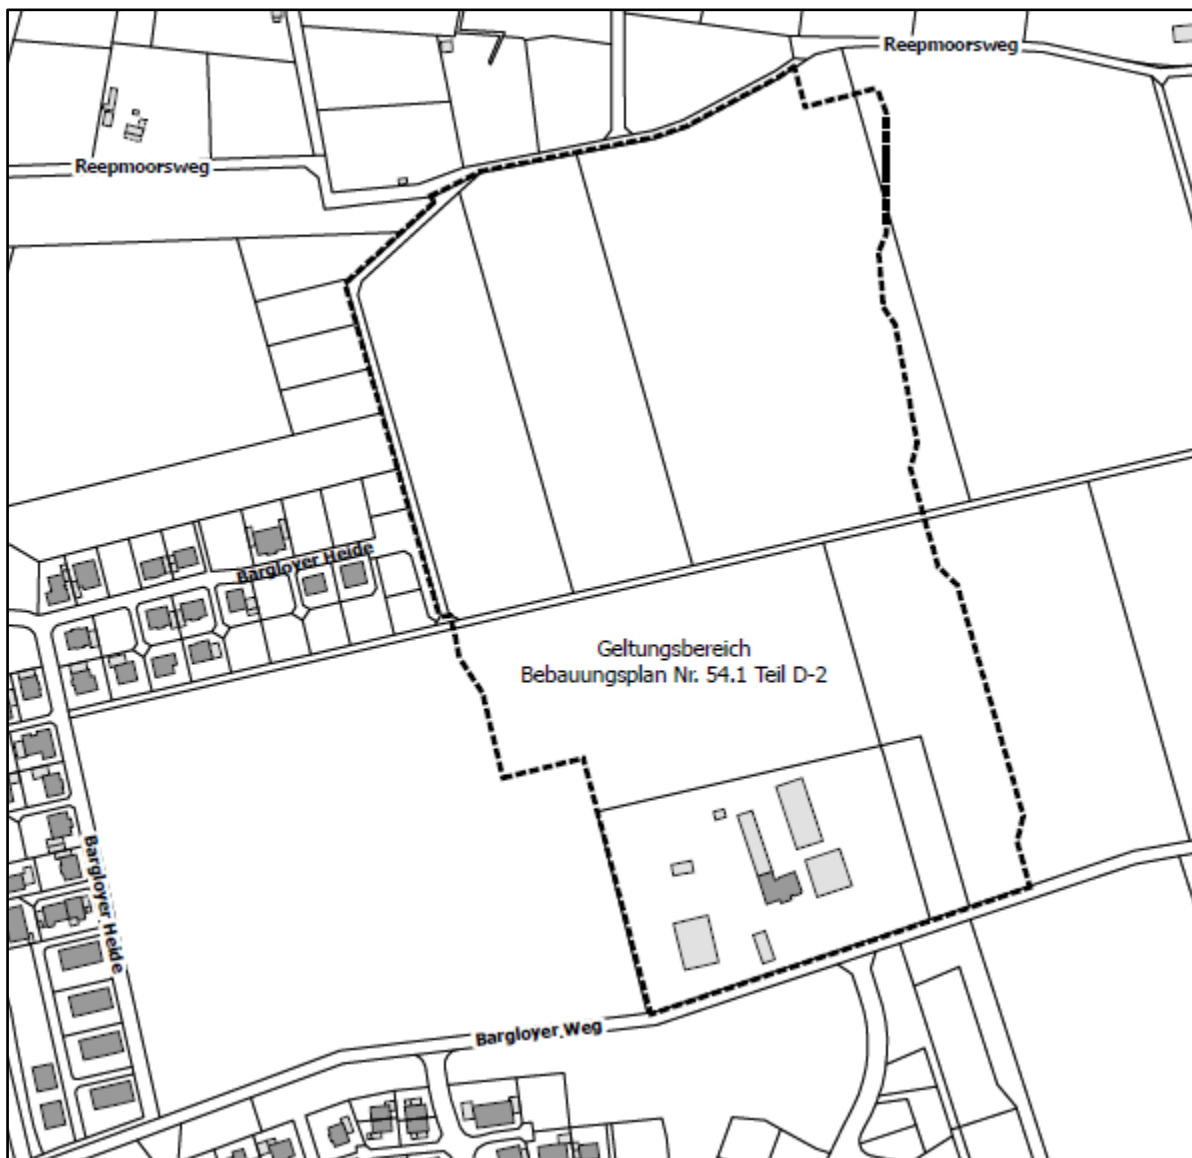 Reepmoorsweg
Reepmoorsweg
Bargloyer Heide
Geltungsbereich
Bebauungsplan Nr. 54.1 Teil D-2
Bargloyer Heide
Bargloyer Weg